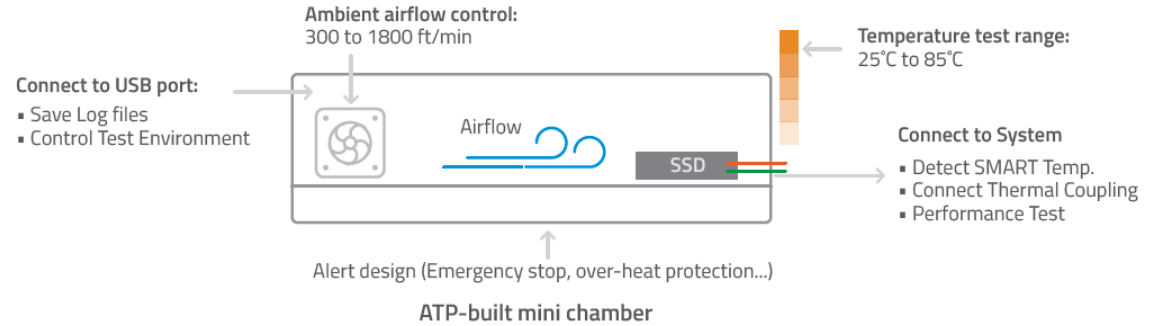 Ambient airflow control:
300 to 1800 ft/min
Temperature test range:
25°C to 85°C
Connect to USB port:
▪ Save Log files
▪ Control Test Environment
Airflow
SSD
Connect to System
▪ Detect SMART Temp.
▪ Connect Thermal Coupling
▪ Performance Test
Alert design (Emergency stop, over-heat protection...)
ATP-built mini chamber